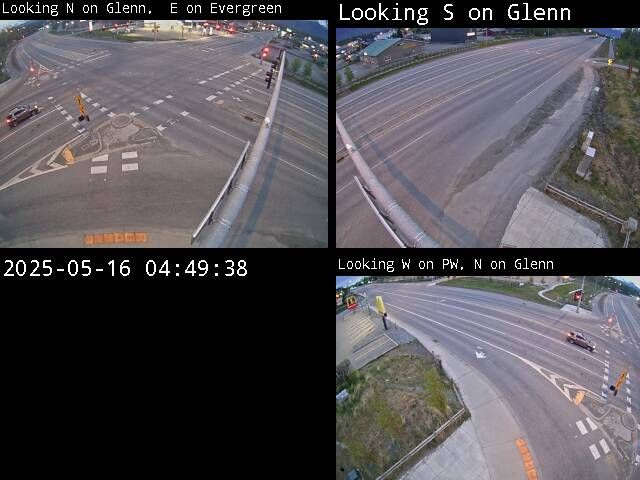 Looking N on Glenn, E on Evergreen
Looking S on Glenn
2025-05-16 04:49:38
Looking W on PW, N on Glenn